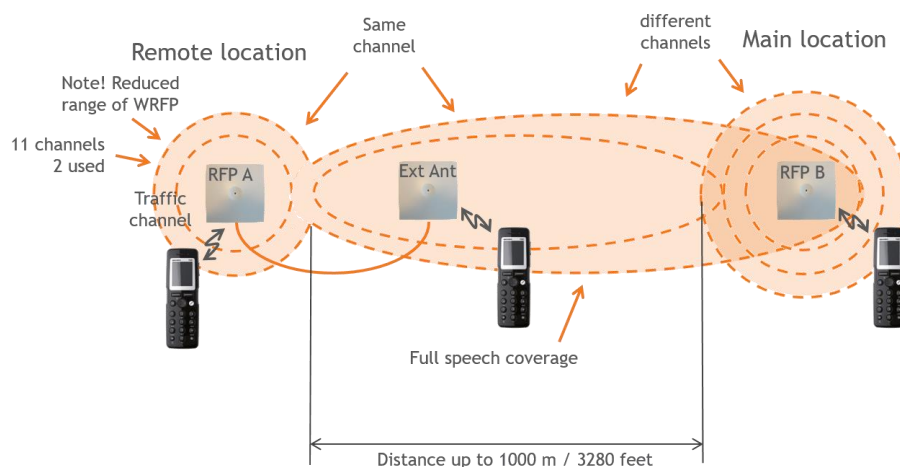 Remote location
Same
channel
different
channels
Main location
Note! Reduced
range of WRFP
11 channels
2 used
RFP A
Ext Ant
RFP B
Traffic
channel
Full speech coverage
Distance up to 1000 m / 3280 feet